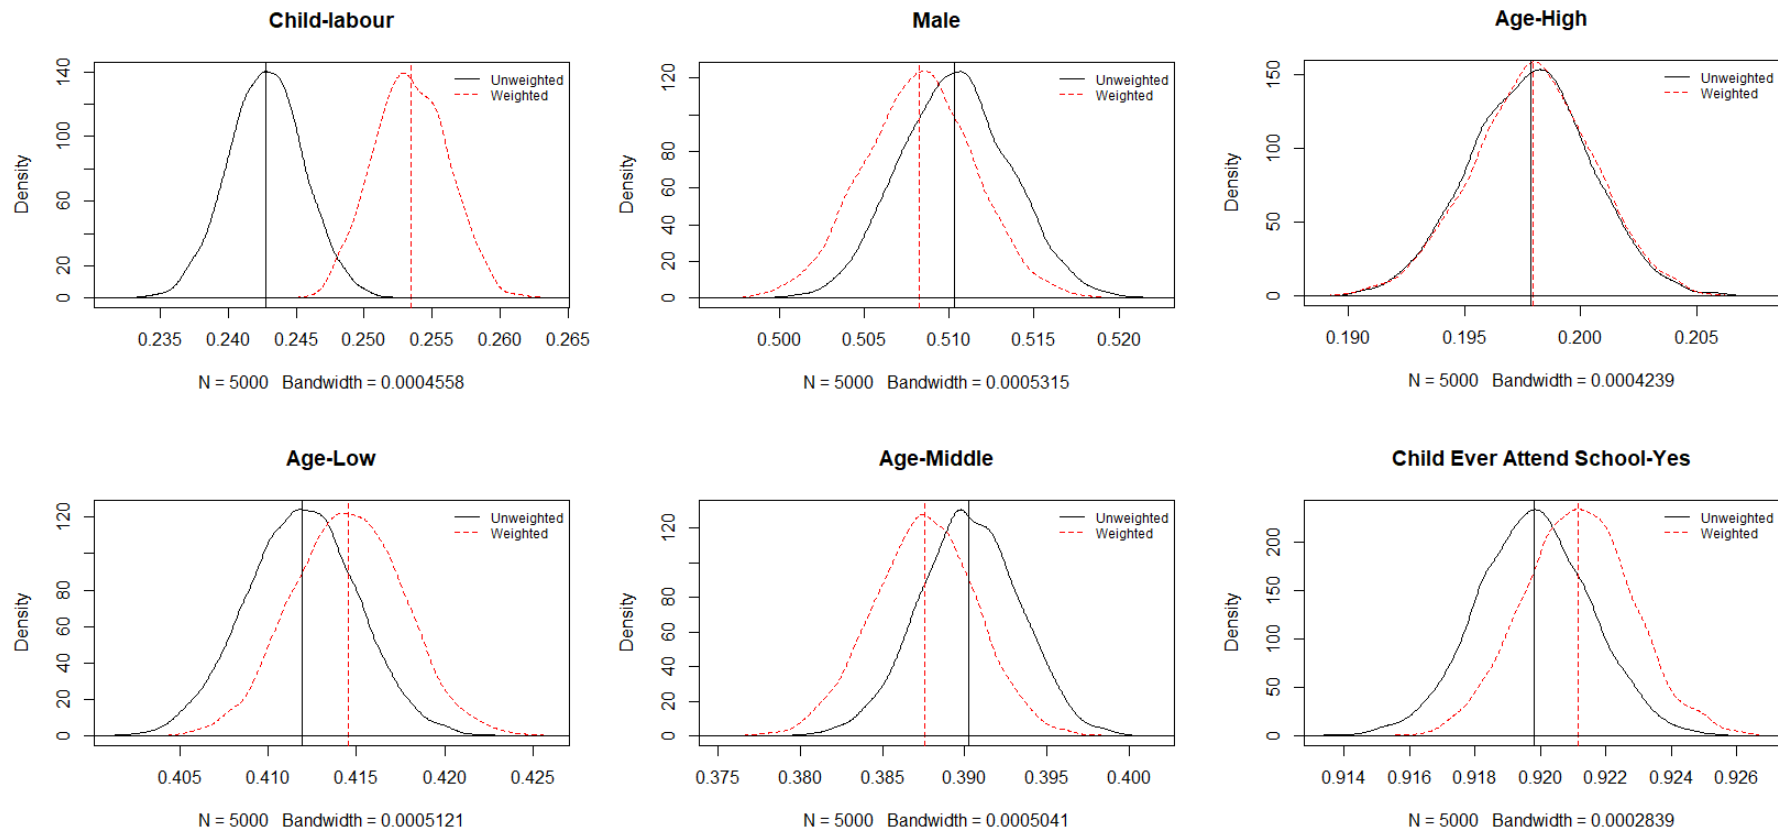 Child-labour
Density
0
20
60
100
140
Unweighted
Weighted
0.235 0.240 0.245 0.250 0.255 0.260 0.265
N = 5000 Bandwidth = 0.0004558
Male
Density
0
20
40
60
80
120
Unweighted
Weighted
0.500 0.505 0.510 0.515 0.520
N = 5000 Bandwidth = 0.0005315
Age-High
Density
0
50
100
150
Unweighted
Weighted
0.190 0.195 0.200 0.205
N = 5000 Bandwidth = 0.0004239
Age-Low
Density
0
20
40
60
80
120
Unweighted
Weighted
0.405 0.410 0.415 0.420 0.425
N = 5000 Bandwidth = 0.0005121
Age-Middle
Density
0
20
40
60
80
120
Unweighted
Weighted
0.375 0.380 0.385 0.390 0.395 0.400
N = 5000 Bandwidth = 0.0005041
Child Ever Attend School-Yes
Density
0
50
100
150
200
Unweighted
Weighted
0.914 0.916 0.918 0.920 0.922 0.924 0.926
N = 5000 Bandwidth = 0.0002839